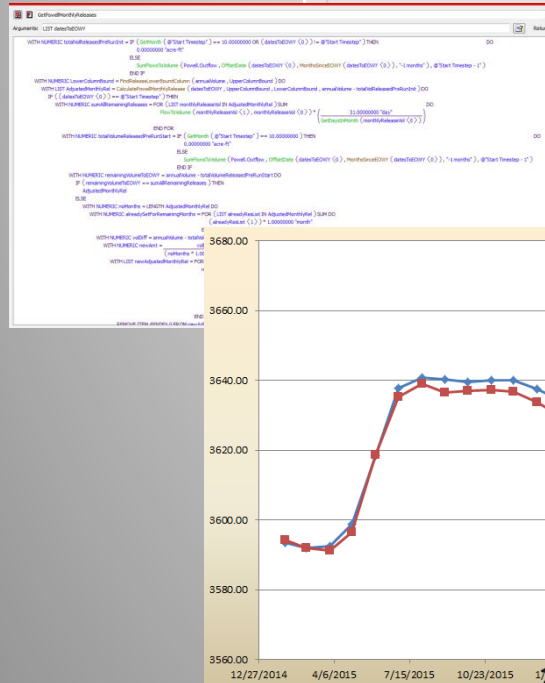 GetPowellMonthlyReleases
Arguments: LIST datesToEOWY
WITH NUMERIC totalVolReleasedPreRunInit = IF ( GetMonth ( @"Start Timestep" ) == 10.00000000 OR ( datesToEOWY ⟨0⟩ ) != @"Start Timestep" ) THEN DO
0.00000000 "acre-ft"
ELSE
SumFlowsToVolume ( Powell.Outflow , OffsetDate ( datesToEOWY ⟨0⟩ , MonthsSinceEOWY ( datesToEOWY ⟨0⟩ ) , "-1 months" ) , @"Start Timestep" )
END IF
WITH NUMERIC LowerColumnBound = FindReleaseLowerBoundColumn ( annualVolume , UpperColumnBound ) DO
WITH LIST AdjustedMonthlyRel = CalculatePowellMonthlyRelease ( datesToEOWY , UpperColumnBound , LowerColumnBound , annualVolume - totalVolReleasedPreRunInit ) DO
IF ( ( datesToEOWY ⟨0⟩ ) == @"Start Timestep" ) THEN
WITH NUMERIC sumAllRemainingReleases = FOR ( LIST monthlyReleaseVol IN AdjustedMonthlyRel ) SUM DO
FlowToVolume ( monthlyReleaseVol ⟨1⟩ , monthlyReleaseVol ⟨0⟩ ) * ( 31.00000000 "day"
GetDaysInMonth ( monthlyReleaseVol ⟨0⟩ ) )
END FOR
WITH NUMERIC totalVolumeReleasedPreRunStart = IF ( GetMonth ( @"Start Timestep" ) == 10.00000000 ) THEN DO
0.00000000 "acre-ft"
ELSE
SumFlowsToVolume ( Powell.Outflow , OffsetDate ( datesToEOWY ⟨0⟩ , MonthsSinceEOWY ( datesToEOWY ⟨0⟩ ) , "-1 months" ) , @"Start Timestep - 1" )
END IF
WITH NUMERIC remainingVolumeToEOWY = annualVolume - totalVolumeReleasedPreRunStart DO
IF ( remainingVolumeToEOWY == sumAllRemainingReleases ) THEN
AdjustedMonthlyRel
ELSE
WITH NUMERIC noMonths = LENGTH AdjustedMonthlyRel DO
WITH NUMERIC alreadySetForRemainingMonths = FOR ( LIST alreadyResList IN AdjustedMonthlyRel ) SUM DO
( alreadyResList ⟨1⟩ ) * 1.00000000 "month"
WITH NUMERIC volDiff = annualVolume -
WITH NUMERIC newAmt =
( noMonths *
WITH LIST newAdjustedMonthlyRel = FOR
END
3680.00
3660.00
3640.00
3620.00
3600.00
3580.00
3560.00
12/27/2014 4/6/2015 7/15/2015 10/23/2015